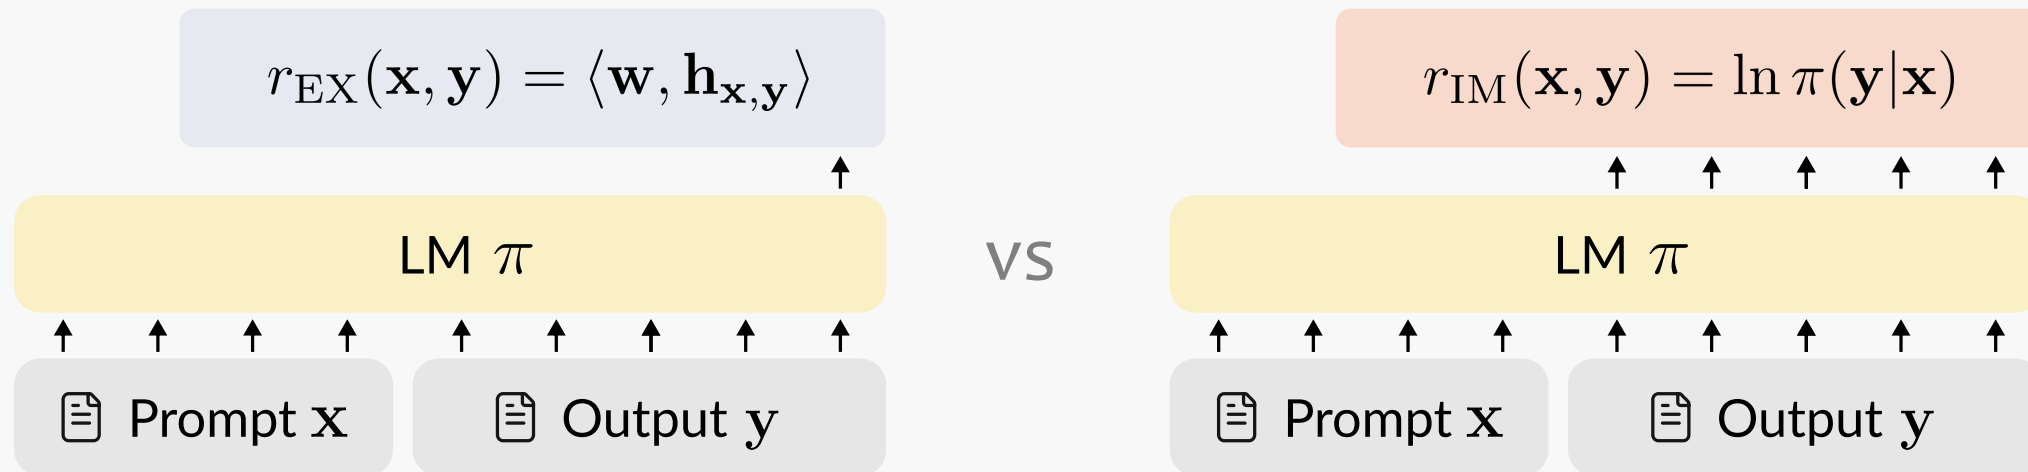 r_EX(𝐱, 𝐲) = ⟨𝐰, 𝐡_𝐱,𝐲⟩
LM π
Prompt 𝐱
Output 𝐲
vs
r_IM(𝐱, 𝐲) = ln π(𝐲|𝐱)
LM π
Prompt 𝐱
Output 𝐲